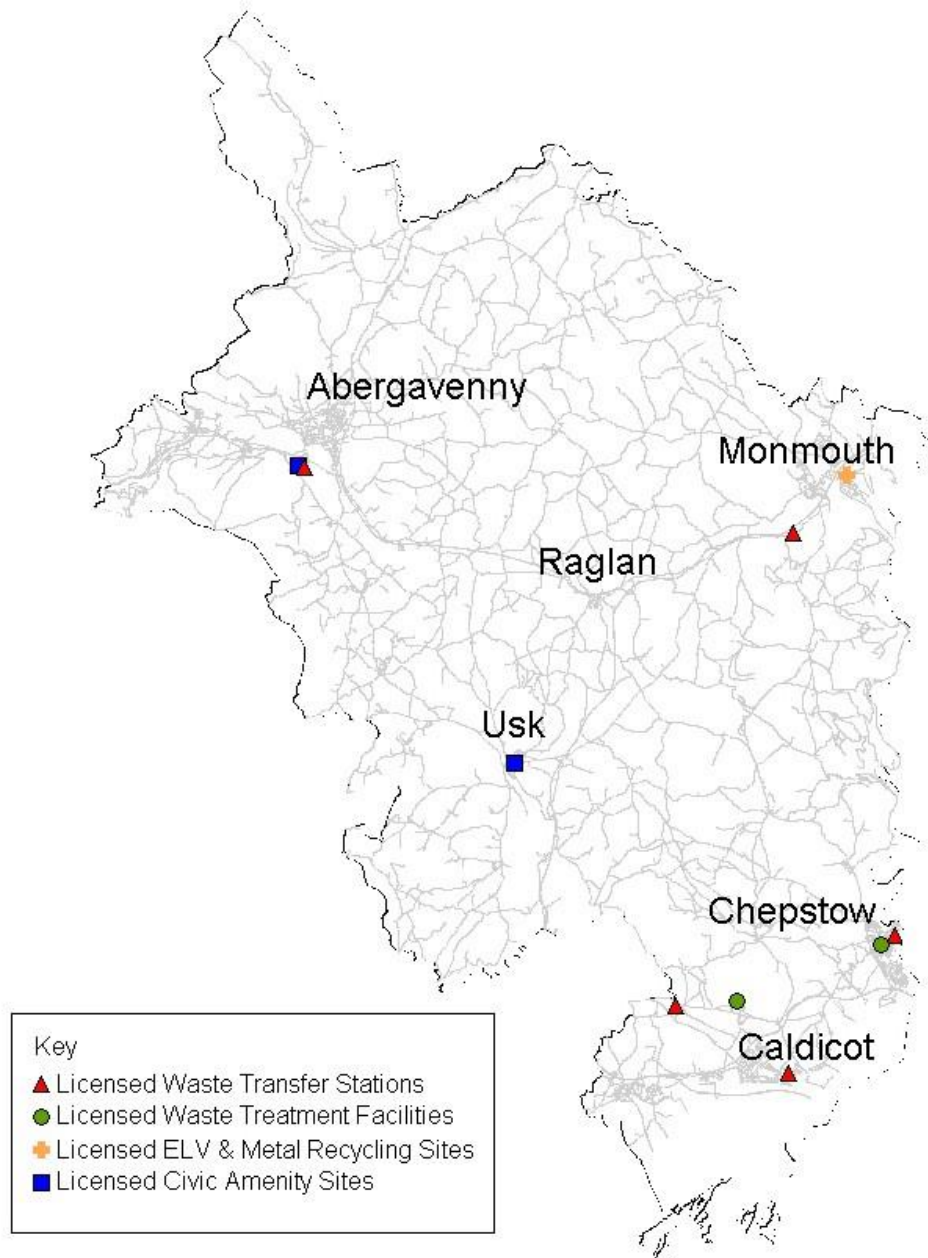 Abergavenny
Monmouth
Raglan
Usk
Chepstow
Caldicot
Key
Licensed Waste Transfer Stations
Licensed Waste Treatment Facilities
Licensed ELV & Metal Recycling Sites
Licensed Civic Amenity Sites